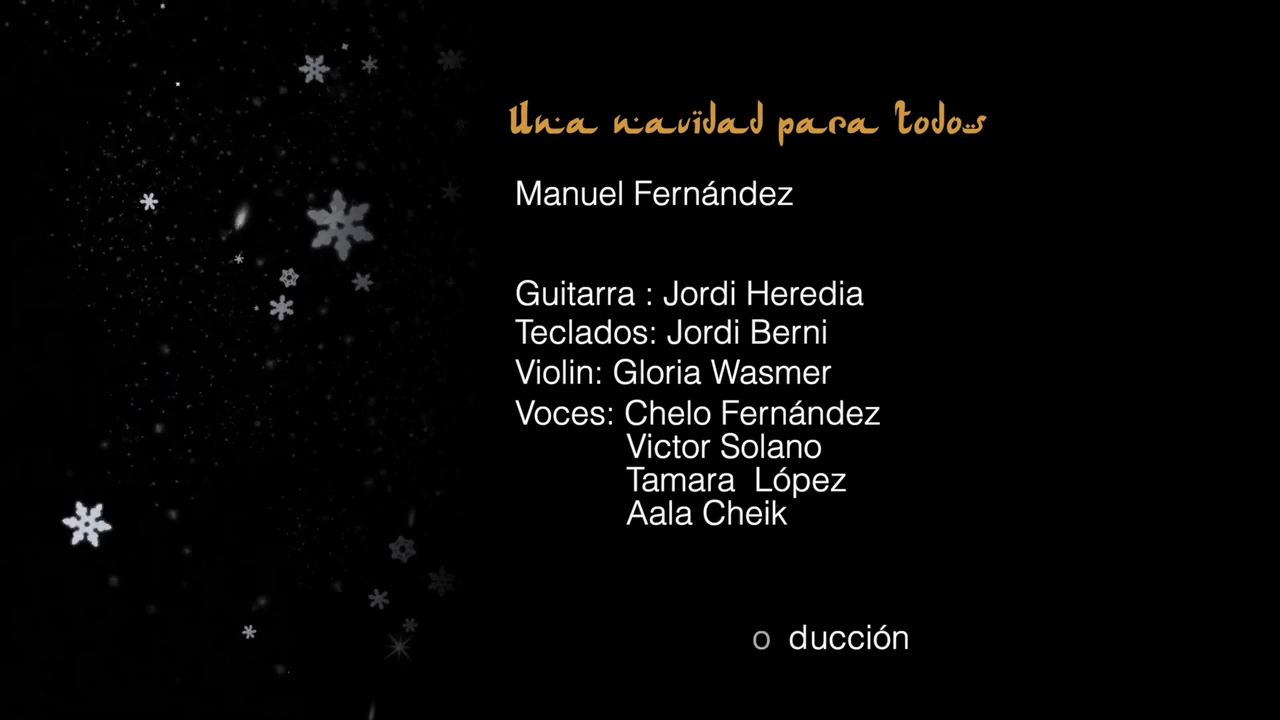 Una navidad para todos
Manuel Fernández
Guitarra : Jordi Heredia
Teclados: Jordi Berni
Violin: Gloria Wasmer
Voces: Chelo Fernández
Victor Solano
Tamara López
Aala Cheik
o ducción